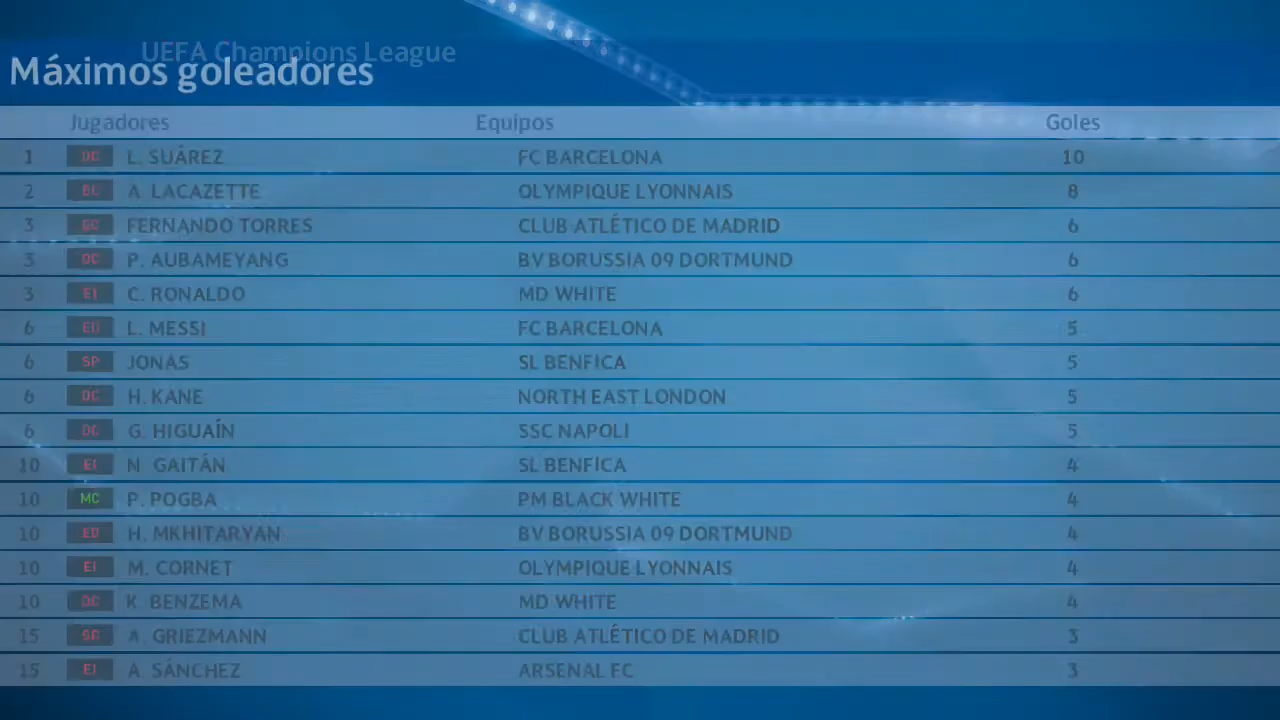 UEFA Champions League
Máximos goleadores
Jugadores Equipos Goles
1 DC L. SUÁREZ FC BARCELONA 10
2 DC A. LACAZETTE OLYMPIQUE LYONNAIS 8
3 DC FERNANDO TORRES CLUB ATLÉTICO DE MADRID 6
3 DC P. AUBAMEYANG BV BORUSSIA 09 DORTMUND 6
3 EI C. RONALDO MD WHITE 6
6 ED L. MESSI FC BARCELONA 5
6 SP JONAS SL BENFICA 5
6 DC H. KANE NORTH EAST LONDON 5
6 DC G. HIGUAÍN SSC NAPOLI 5
10 EI N. GAITÁN SL BENFICA 4
10 MC P. POGBA PM BLACK WHITE 4
10 ED H. MKHITARYAN BV BORUSSIA 09 DORTMUND 4
10 EI M. CORNET OLYMPIQUE LYONNAIS 4
10 DC K. BENZEMA MD WHITE 4
15 SP A. GRIEZMANN CLUB ATLÉTICO DE MADRID 3
15 EI A. SÁNCHEZ ARSENAL FC 3